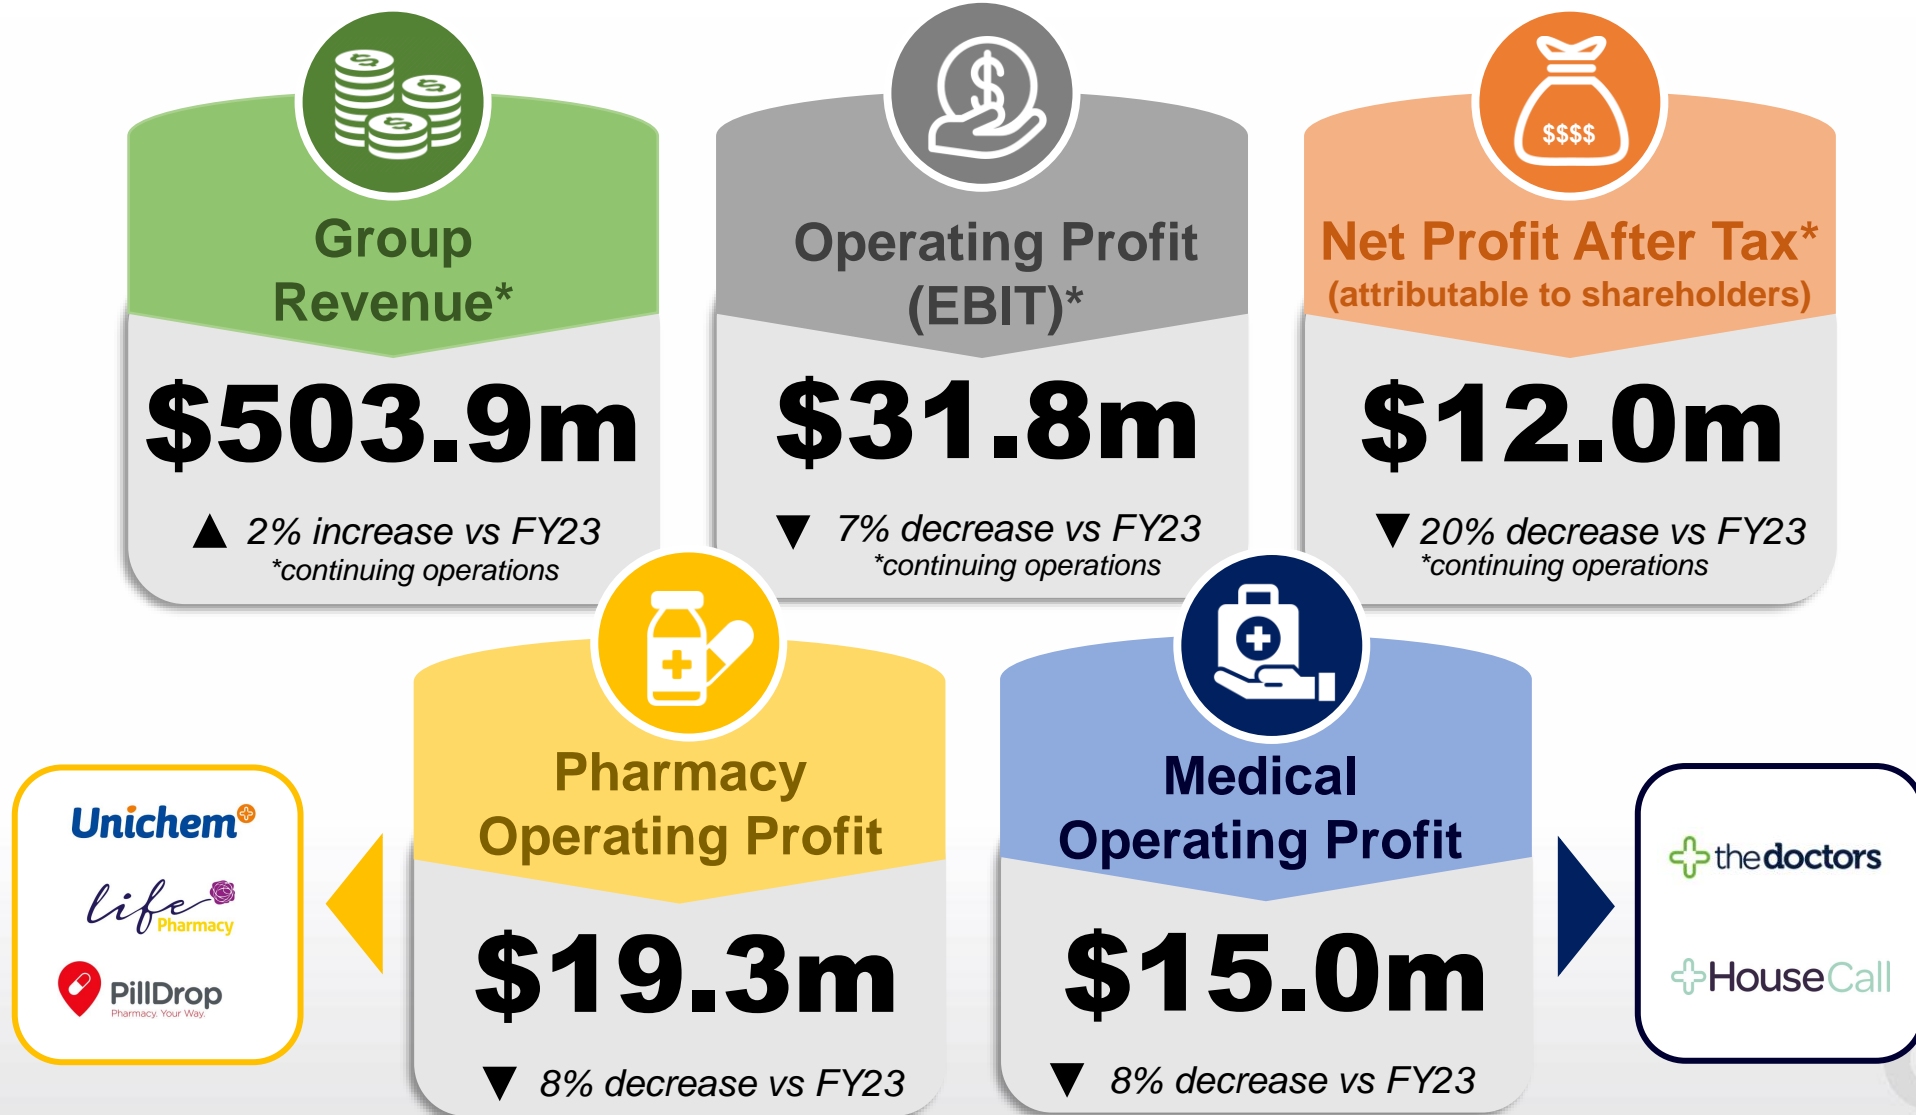 $$$$
Group
Revenue*
$503.9m
▲ 2% increase vs FY23
*continuing operations
Operating Profit
(EBIT)*
$31.8m
▼ 7% decrease vs FY23
*continuing operations
Net Profit After Tax*
(attributable to shareholders)
$12.0m
▼ 20% decrease vs FY23
*continuing operations
Unichem
life
Pharmacy
PillDrop
Pharmacy. Your Way.
Pharmacy
Operating Profit
$19.3m
▼ 8% decrease vs FY23
Medical
Operating Profit
$15.0m
▼ 8% decrease vs FY23
thedoctors
HouseCall